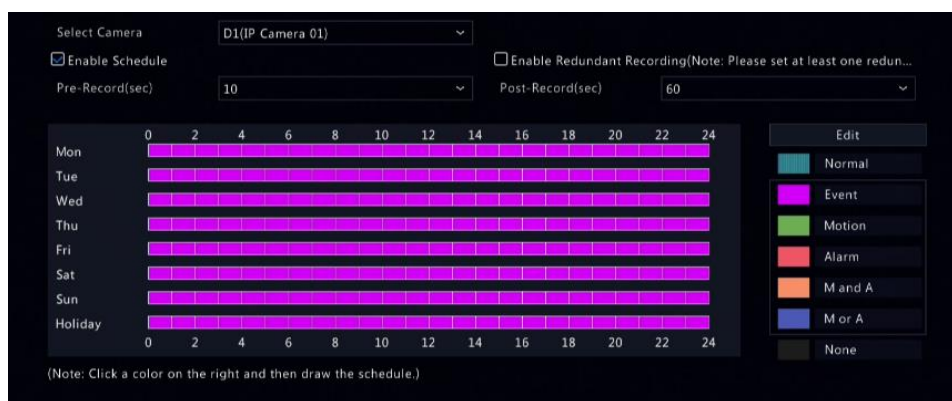 Select Camera D1(IP Camera 01)
Enable Schedule Enable Redundant Recording(Note: Please set at least one redun...
Pre-Record(sec) 10 Post-Record(sec) 60
0 2 4 6 8 10 12 14 16 18 20 22 24 Edit
Mon
Normal
Tue
Wed Event
Thu Motion
Fri Alarm
Sat
M and A
Sun
Holiday M or A
0 2 4 6 8 10 12 14 16 18 20 22 24
None
(Note: Click a color on the right and then draw the schedule.)